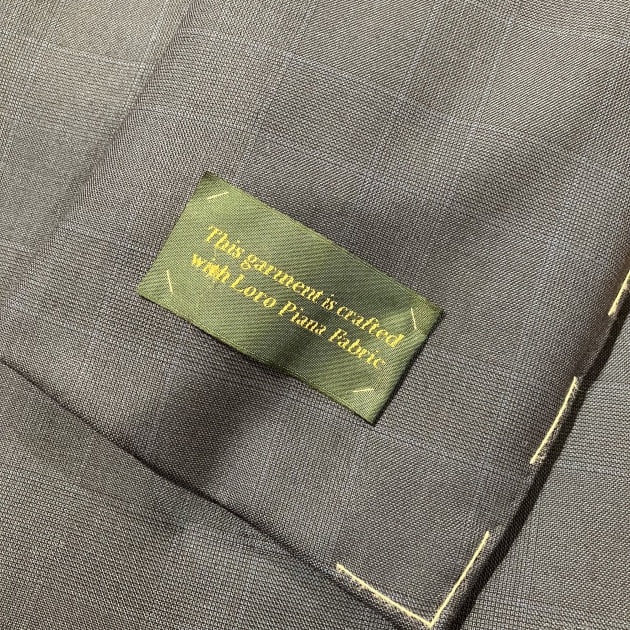 This garment is crafted
with Loro Piana Fabric